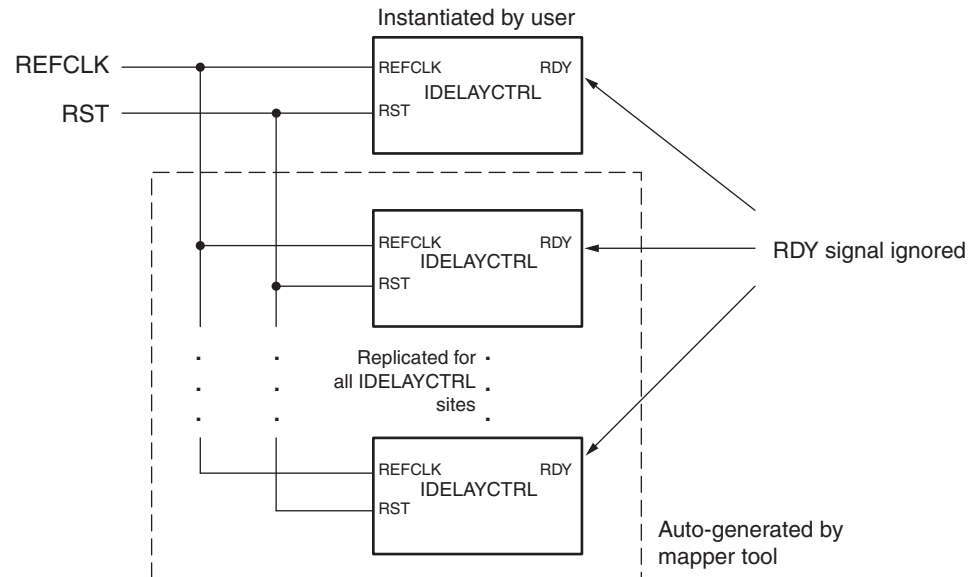 Instantiated by user
REFCLK
REFCLK RDY
IDELAYCTRL
RST
RST
REFCLK RDY
IDELAYCTRL
RST
RDY signal ignored
Replicated for
all IDELAYCTRL
sites
REFCLK RDY
IDELAYCTRL
RST
Auto-generated by
mapper tool